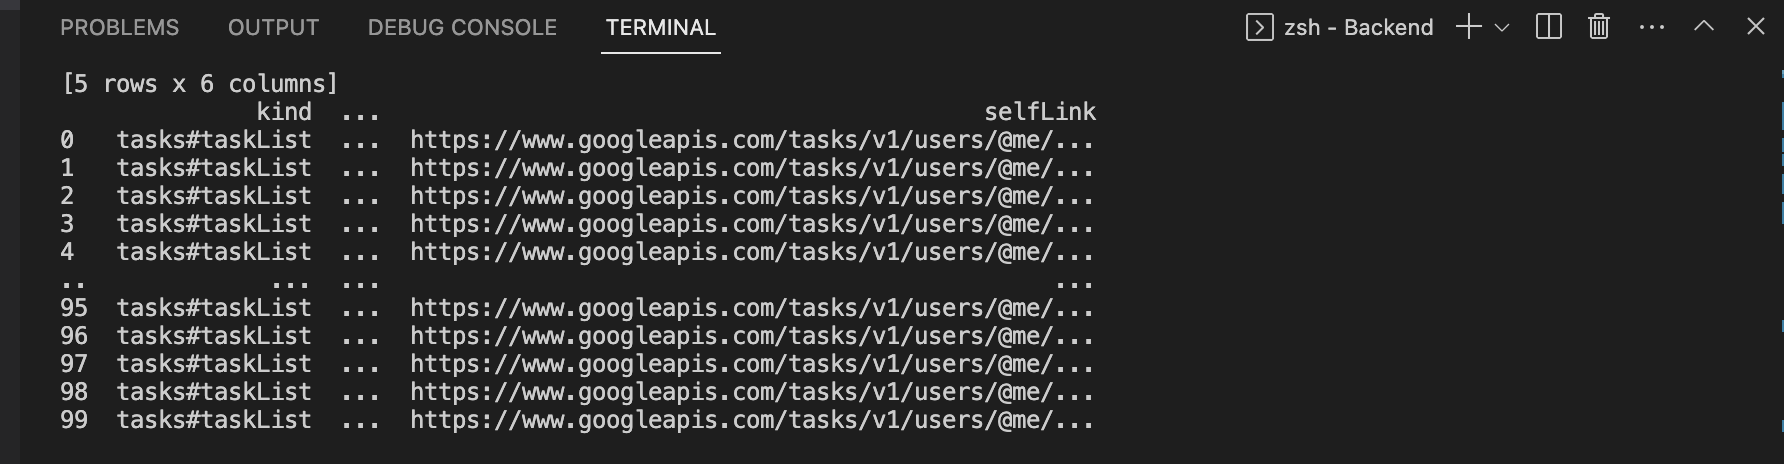 PROBLEMS OUTPUT DEBUG CONSOLE TERMINAL zsh - Backend
[5 rows x 6 columns]
kind ... selfLink
0 tasks#taskList ... https://www.googleapis.com/tasks/v1/users/@me/...
1 tasks#taskList ... https://www.googleapis.com/tasks/v1/users/@me/...
2 tasks#taskList ... https://www.googleapis.com/tasks/v1/users/@me/...
3 tasks#taskList ... https://www.googleapis.com/tasks/v1/users/@me/...
4 tasks#taskList ... https://www.googleapis.com/tasks/v1/users/@me/...
.. ... ... ...
95 tasks#taskList ... https://www.googleapis.com/tasks/v1/users/@me/...
96 tasks#taskList ... https://www.googleapis.com/tasks/v1/users/@me/...
97 tasks#taskList ... https://www.googleapis.com/tasks/v1/users/@me/...
98 tasks#taskList ... https://www.googleapis.com/tasks/v1/users/@me/...
99 tasks#taskList ... https://www.googleapis.com/tasks/v1/users/@me/...